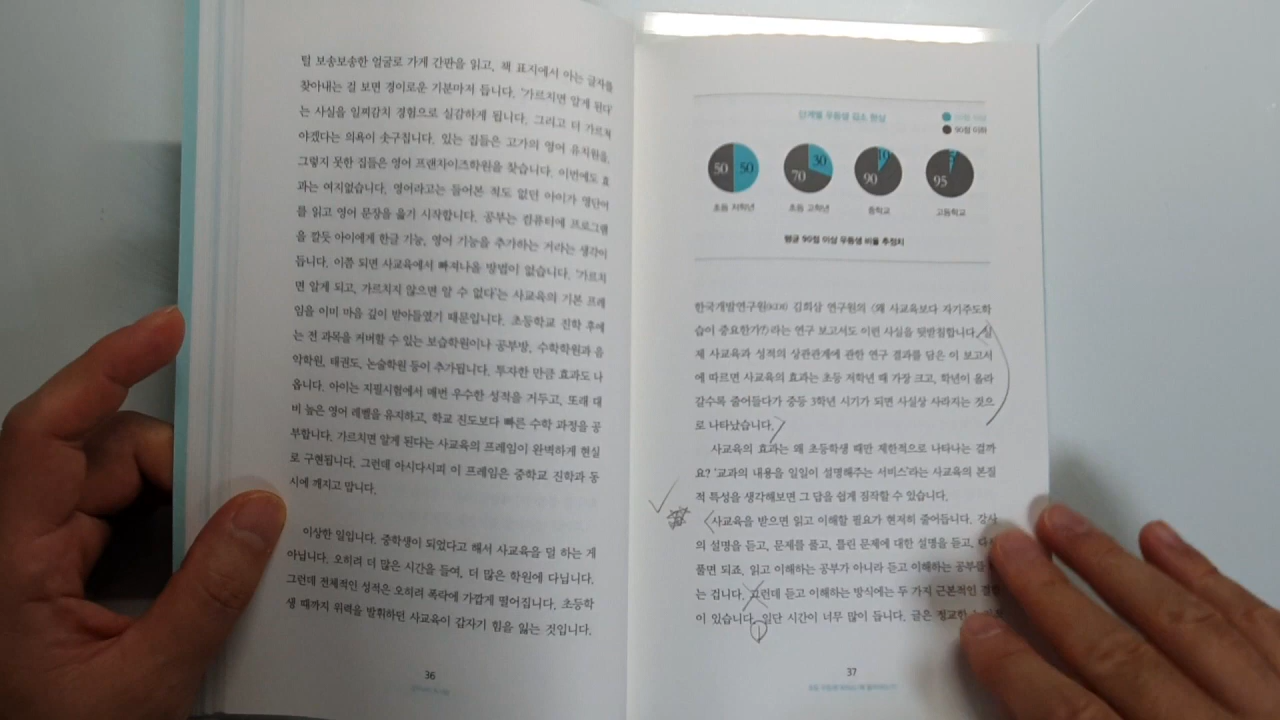 털 보송보송한 얼굴로 가게 간판을 읽고, 책 표지에서 아는 글자를
찾아내는 걸 보면 경이로운 기분마저 듭니다. '가르치면 알게 된다'
는 사실을 일찌감치 경험으로 실감하게 됩니다. 그리고 더 가르쳐
야겠다는 의욕이 솟구칩니다. 있는 집들은 고가의 영어 유치원을,
그렇지 못한 집들은 영어 프랜차이즈학원을 찾습니다. 이번에도 효
과는 여지없습니다. 영어라고는 들어본 적도 없던 아이가 영단어
를 읽고 영어 문장을 읊기 시작합니다. 공부는 컴퓨터에 프로그램
을 깔듯 아이에게 한글 기능, 영어 기능을 추가하는 거라는 생각이
듭니다. 이쯤 되면 사교육에서 빠져나올 방법이 없습니다. '가르치
면 알게 되고, 가르치지 않으면 알 수 없다'는 사교육의 기본 프레
임을 이미 마음 깊이 받아들였기 때문입니다. 초등학교 진학 후에
는 전 과목을 커버할 수 있는 보습학원이나 공부방, 수학학원과 음
악학원, 태권도, 논술학원 등이 추가됩니다. 투자한 만큼 효과도 나
옵니다. 아이는 지필시험에서 매번 우수한 성적을 거두고, 또래 대
비 높은 영어 레벨을 유지하고, 학교 진도보다 빠른 수학 과정을 공
부합니다. 가르치면 알게 된다는 사교육의 프레임이 완벽하게 현실
로 구현됩니다. 그런데 아시다시피 이 프레임은 중학교 진학과 동
시에 깨지고 맙니다.
이상한 일입니다. 중학생이 되었다고 해서 사교육을 덜 하는 게
아닙니다. 오히려 더 많은 시간을 들여, 더 많은 학원에 다닙니다.
그런데 전체적인 성적은 오히려 폭락에 가깝게 떨어집니다. 초등학
생 때까지 위력을 발휘하던 사교육이 갑자기 힘을 잃는 것입니다.
36
단계별 우등생 감소 현상
90점 이상
90점 이하
50 50
30 70
10 90
5 95
초등 저학년 초등 고학년 중학교 고등학교
평균 90점 이상 우등생 비율 추정치
한국개발연구원(KDI) 김희삼 연구원의 〈왜 사교육보다 자기주도학
습이 중요한가?〉라는 연구 보고서도 이런 사실을 뒷받침합니다. 실
제 사교육과 성적의 상관관계에 관한 연구 결과를 담은 이 보고서
에 따르면 사교육의 효과는 초등 저학년 때 가장 크고, 학년이 올라
갈수록 줄어들다가 중등 3학년 시기가 되면 사실상 사라지는 것으
로 나타났습니다.
사교육의 효과는 왜 초등학생 때만 제한적으로 나타나는 걸까
요? '교과의 내용을 일일이 설명해주는 서비스'라는 사교육의 본질
적 특성을 생각해보면 그 답을 쉽게 짐작할 수 있습니다.
사교육을 받으면 읽고 이해할 필요가 현저히 줄어듭니다. 강사
의 설명을 듣고, 문제를 풀고, 틀린 문제에 대한 설명을 듣고, 다시
풀면 되죠. 읽고 이해하는 공부가 아니라 듣고 이해하는 공부를 하
는 겁니다. 그런데 듣고 이해하는 방식에는 두 가지 근본적인 결함
이 있습니다. 일단 시간이 너무 많이 듭니다. 글은 정교한
37